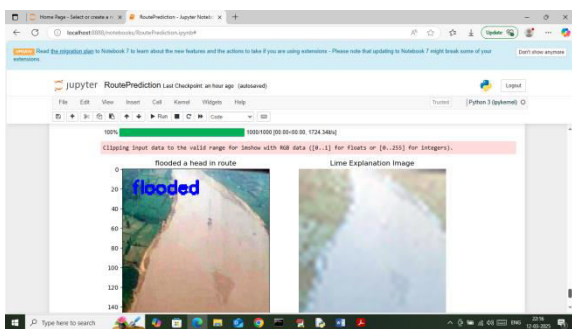 Home Page - Select or create a n
RoutePrediction - Jupyter Notebo
localhost:8888/notebooks/RoutePrediction.ipynb#
Update
Read the migration plan to Notebook 7 to learn about the new features and the actions to take if you are using extensions - Please note that updating to Notebook 7 might break some of your
extensions.
Don't show anymore
jupyter RoutePrediction Last Checkpoint: an hour ago (autosaved)
Logout
File Edit View Insert Cell Kernel Widgets Help
Trusted
Python 3 (ipykernel)
Run
Code
100%
1000/1000 [00:00<00:00, 1724.34it/s]
Clipping input data to the valid range for imshow with RGB data ([0..1] for floats or [0..255] for integers).
flooded a head in route
Lime Explanation Image
flooded
0
20
40
60
80
100
120
140
Type here to search
ENG
22:16
12-03-2025